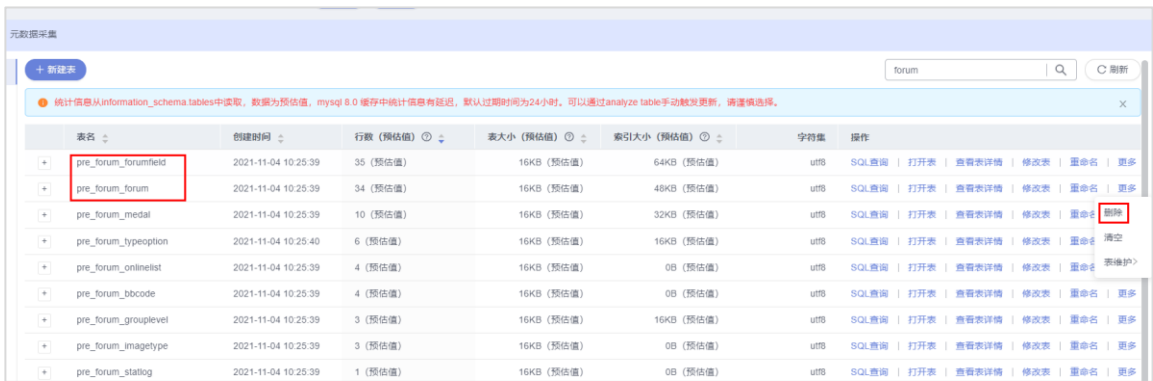 元数据采集
+ 新建表
forum
刷新
统计信息从information_schema.tables中读取，数据为预估值，mysql 8.0 缓存中统计信息有延迟，默认过期时间为24小时。可以通过analyze table手动触发更新，请谨慎选择。
表名 创建时间 行数（预估值） 表大小（预估值） 索引大小（预估值） 字符集 操作
pre_forum_forumfield 2021-11-04 10:25:39 35（预估值） 16KB（预估值） 64KB（预估值） utf8 SQL查询 | 打开表 | 查看表详情 | 修改表 | 重命名 | 更多
pre_forum_forum 2021-11-04 10:25:39 34（预估值） 16KB（预估值） 48KB（预估值） utf8 SQL查询 | 打开表 | 查看表详情 | 修改表 | 重命名 | 更多
pre_forum_medal 2021-11-04 10:25:39 10（预估值） 16KB（预估值） 32KB（预估值） utf8 SQL查询 | 打开表 | 查看表详情 | 修改表 | 重命名 删除
pre_forum_typeoption 2021-11-04 10:25:40 6（预估值） 16KB（预估值） 16KB（预估值） utf8 SQL查询 | 打开表 | 查看表详情 | 修改表 | 重命名 清空
pre_forum_onlinelist 2021-11-04 10:25:39 4（预估值） 16KB（预估值） 0B（预估值） utf8 SQL查询 | 打开表 | 查看表详情 | 修改表 | 重命名 表维护>
pre_forum_bbcode 2021-11-04 10:25:39 4（预估值） 16KB（预估值） 0B（预估值） utf8 SQL查询 | 打开表 | 查看表详情 | 修改表 | 重命名 | 更多
pre_forum_grouplevel 2021-11-04 10:25:39 3（预估值） 16KB（预估值） 16KB（预估值） utf8 SQL查询 | 打开表 | 查看表详情 | 修改表 | 重命名 | 更多
pre_forum_imagetype 2021-11-04 10:25:39 3（预估值） 16KB（预估值） 0B（预估值） utf8 SQL查询 | 打开表 | 查看表详情 | 修改表 | 重命名 | 更多
pre_forum_statlog 2021-11-04 10:25:39 1（预估值） 16KB（预估值） 0B（预估值） utf8 SQL查询 | 打开表 | 查看表详情 | 修改表 | 重命名 | 更多